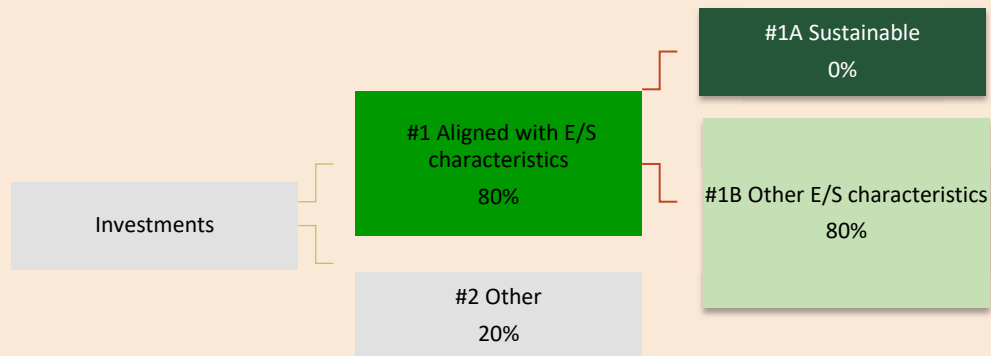 Investments
#1 Aligned with E/S
characteristics
80%
#2 Other
20%
#1A Sustainable
0%
#1B Other E/S characteristics
80%